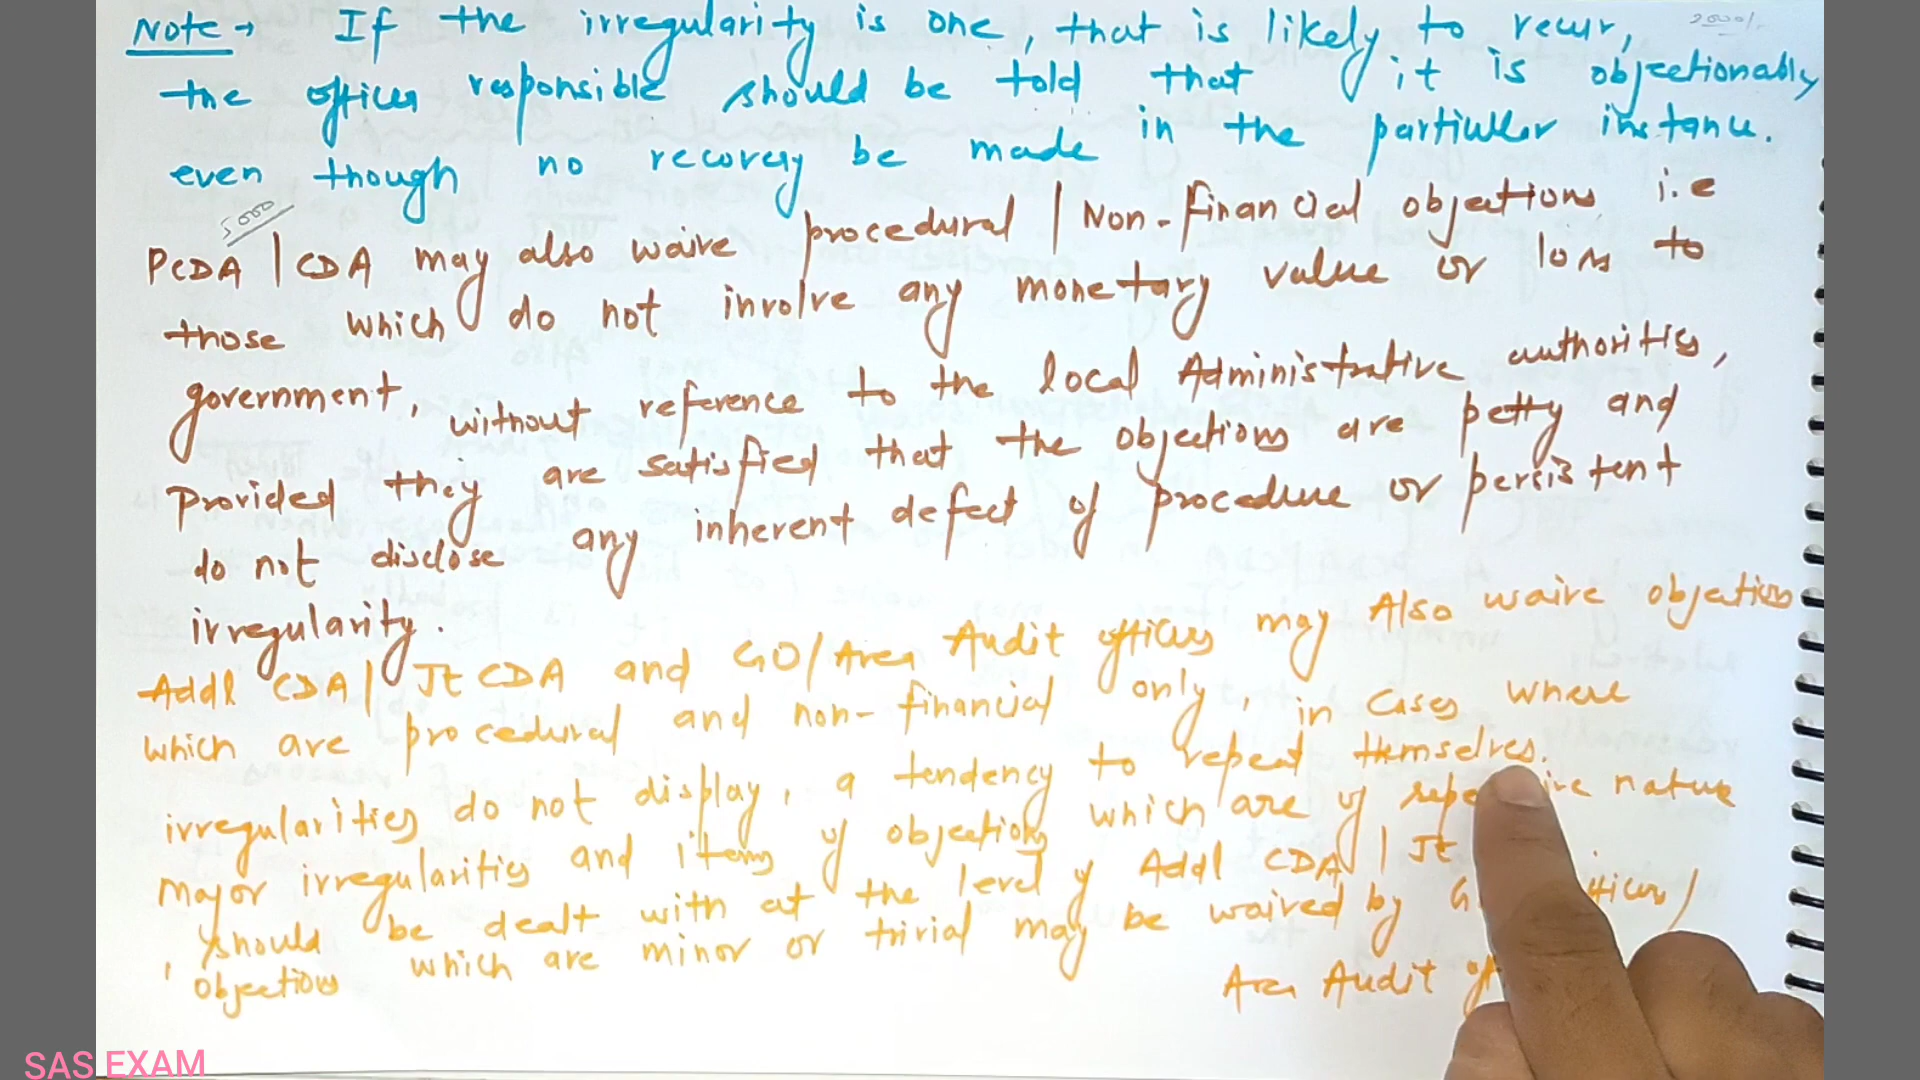 Note → If the irregularity is one, that is likely to recur,
the officer responsible should be told that it is objectionably
even though no recovery be made in the particuller instance.
5000
PCDA | CDA may also waive procedural | Non-financial objections i.e
those which do not involve any monetary value or loss to
government, without reference to the local Administrative authorities,
Provided they are satisfied that the objections are petty and
do not disclose any inherent defect of procedure or persistent
irregularity.
Addl CDA | Jt CDA and GO/Area Audit officers may Also waive objections
which are procedural and non-financial only, in cases where
irregularities do not display, a tendency to repeat themselves.
Major irregularities and items of objections which are of nature
should be dealt with at the level of Addl CDA | Jt
Objections which are minor or trivial may be waived by
Area Audit
SAS EXAM